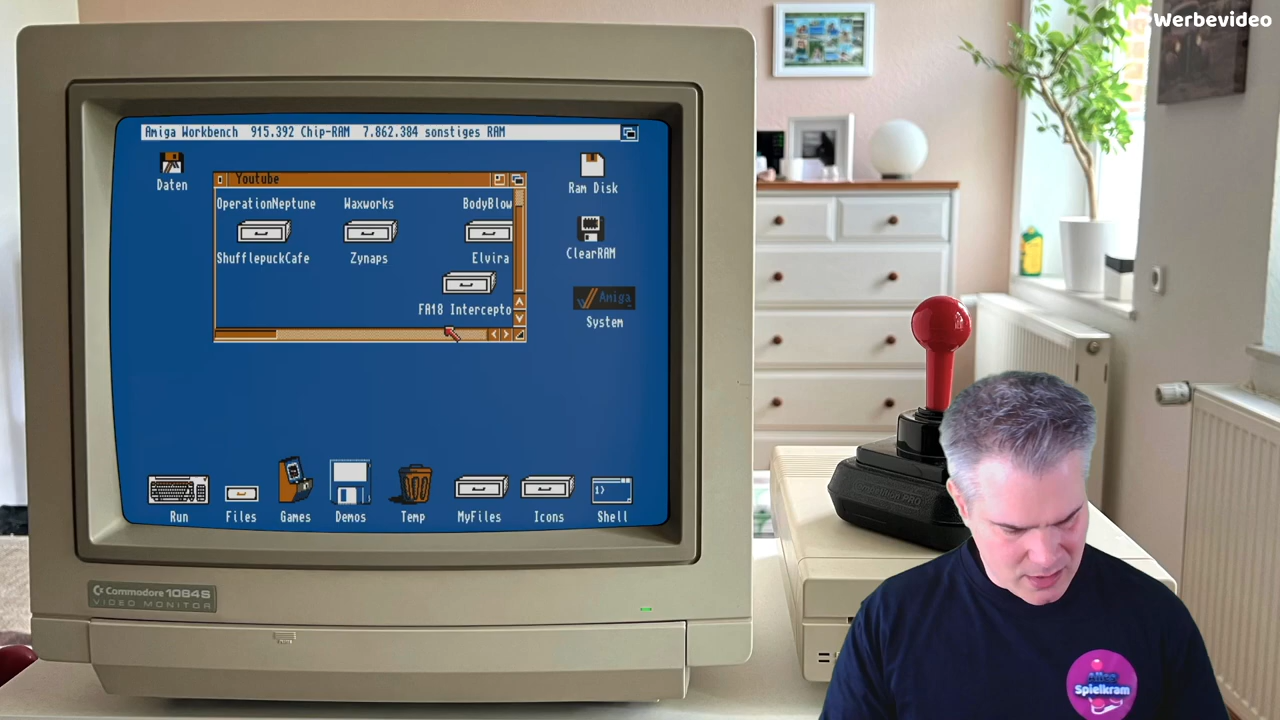 Werbevideo
Amiga Workbench 915.392 Chip-RAM 7.862.384 sonstiges RAM
Daten
Youtube
Ram Disk
OperationNeptune Waxworks BodyBlow
ClearRAM
ShufflepuckCafe Zynaps Elvira
Amiga
System
FA18 Intercepto
1>
Run Files Games Demos Temp MyFiles Icons Shell
Commodore 1084S
VIDEO MONITOR
Alles
Spielkram